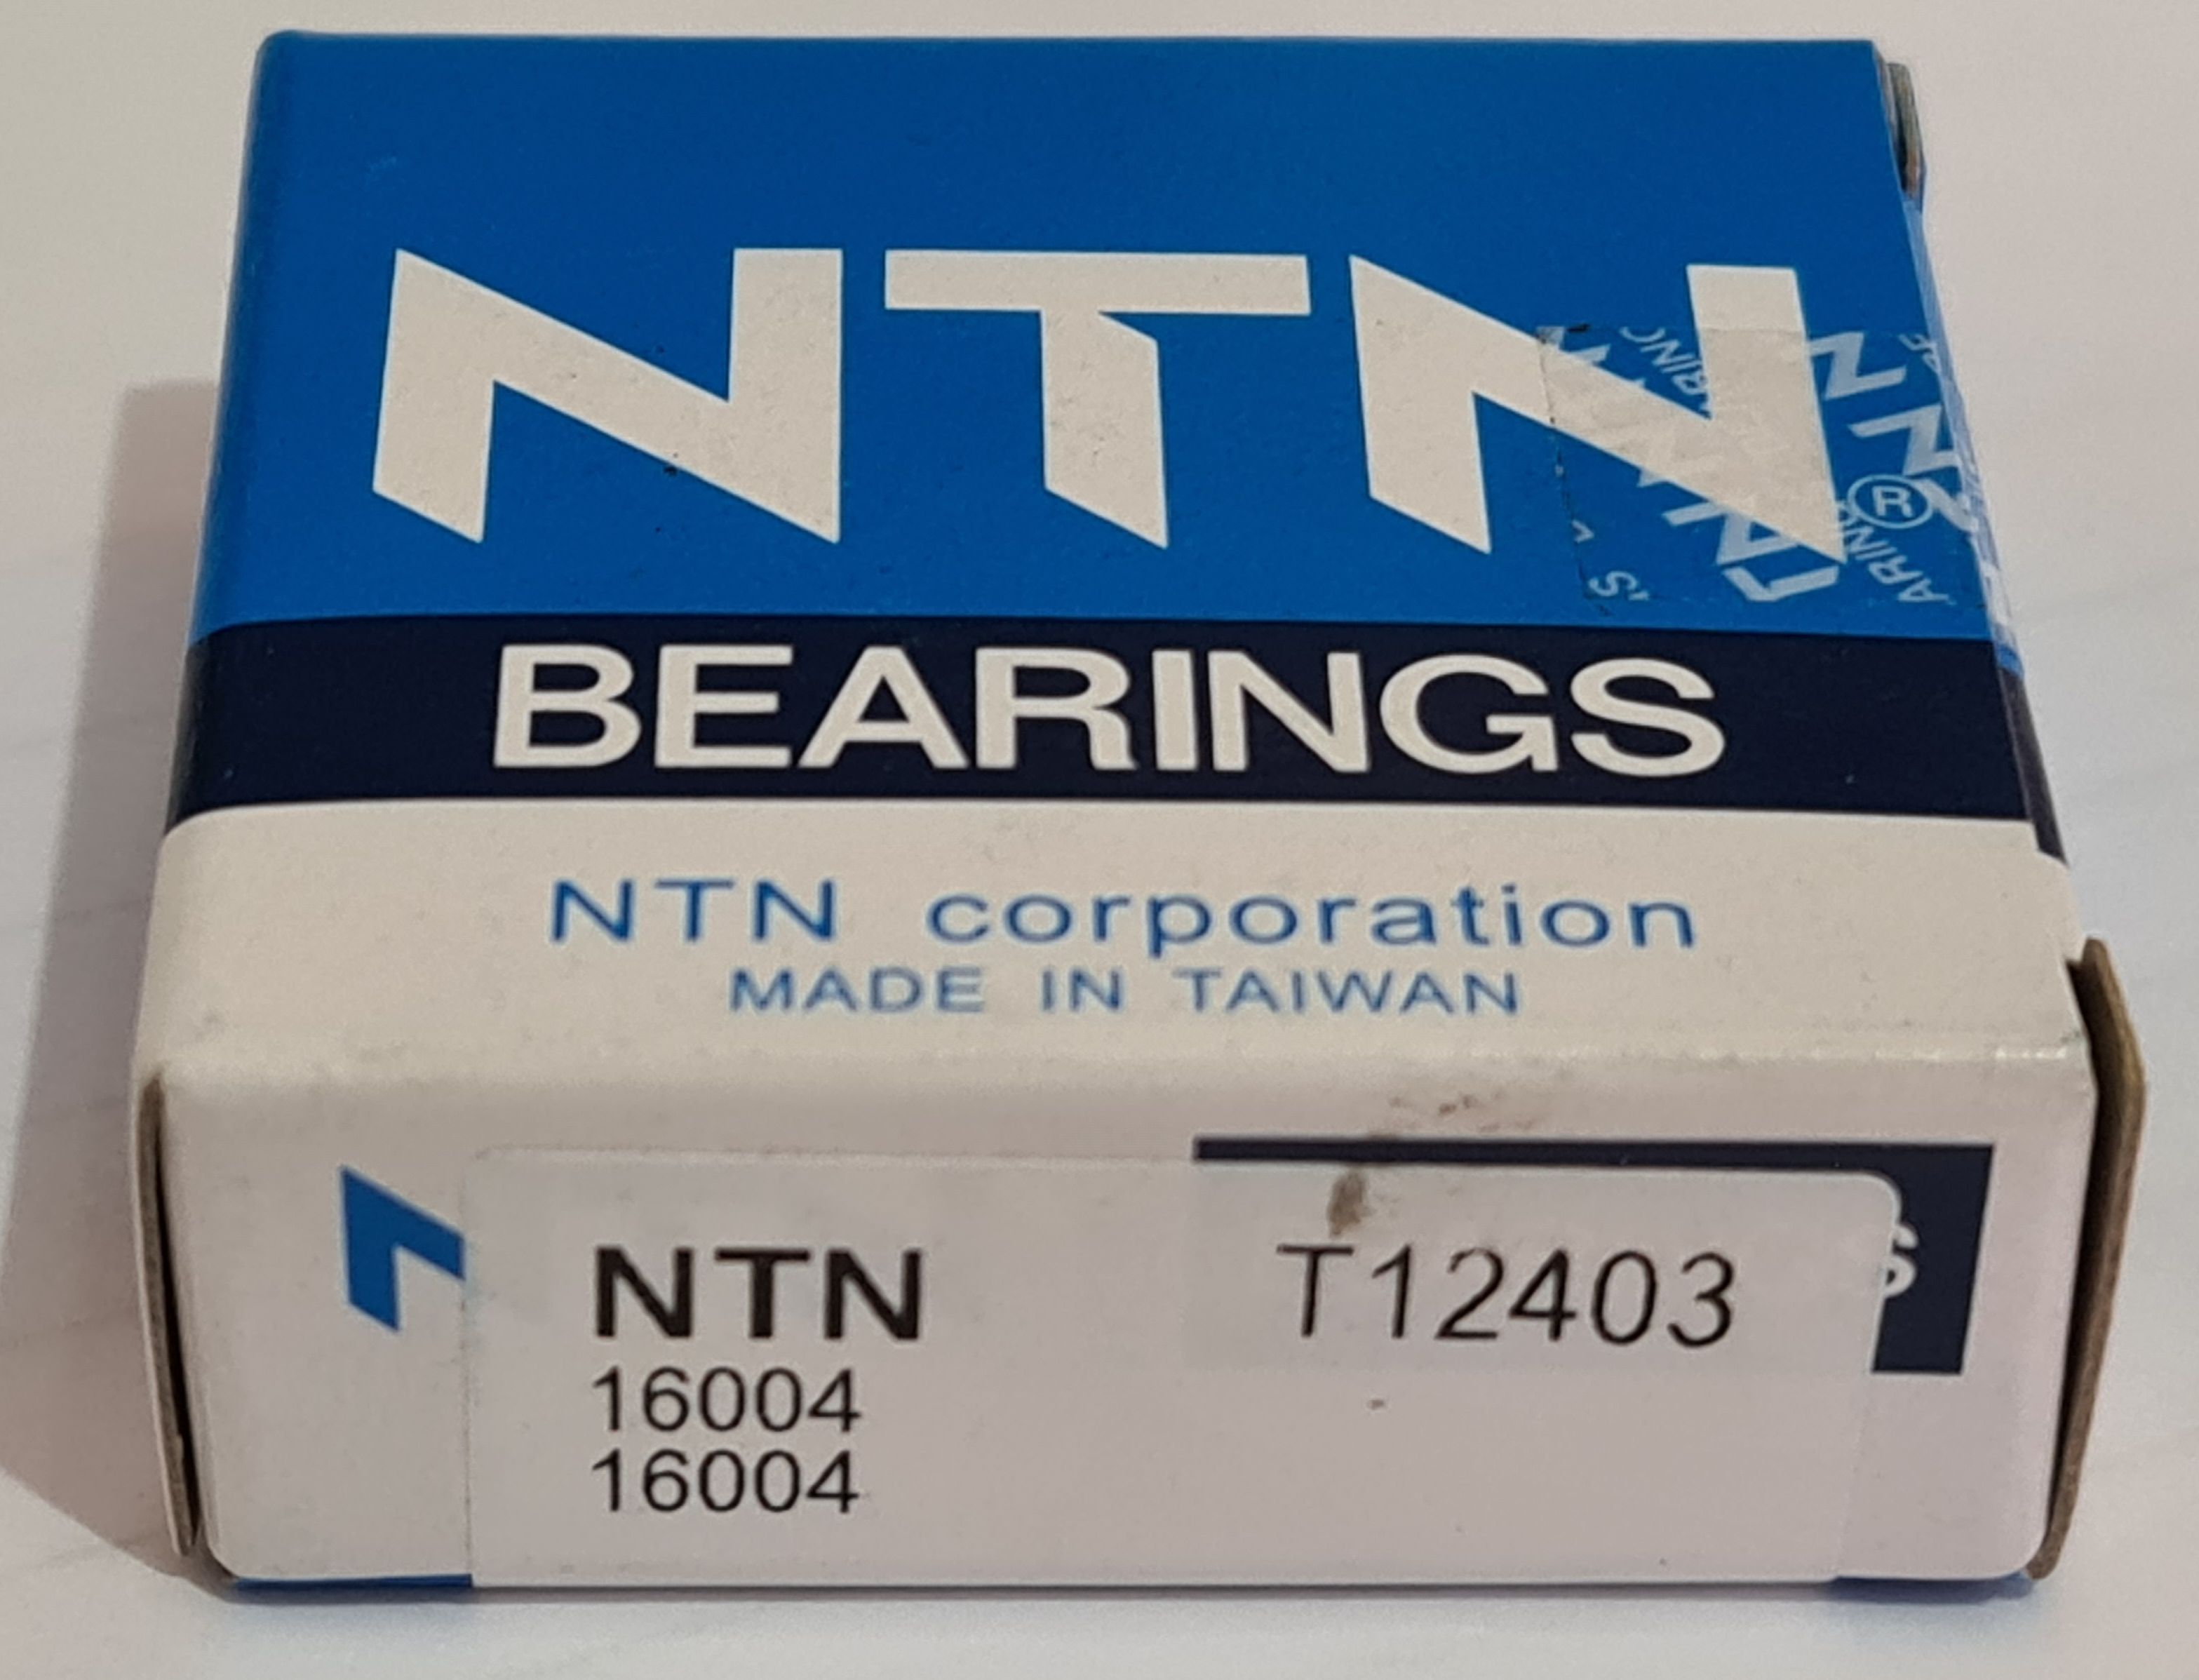 NTN
®
BEARINGS
NTN corporation
MADE IN TAIWAN
NTN T12403
16004
16004